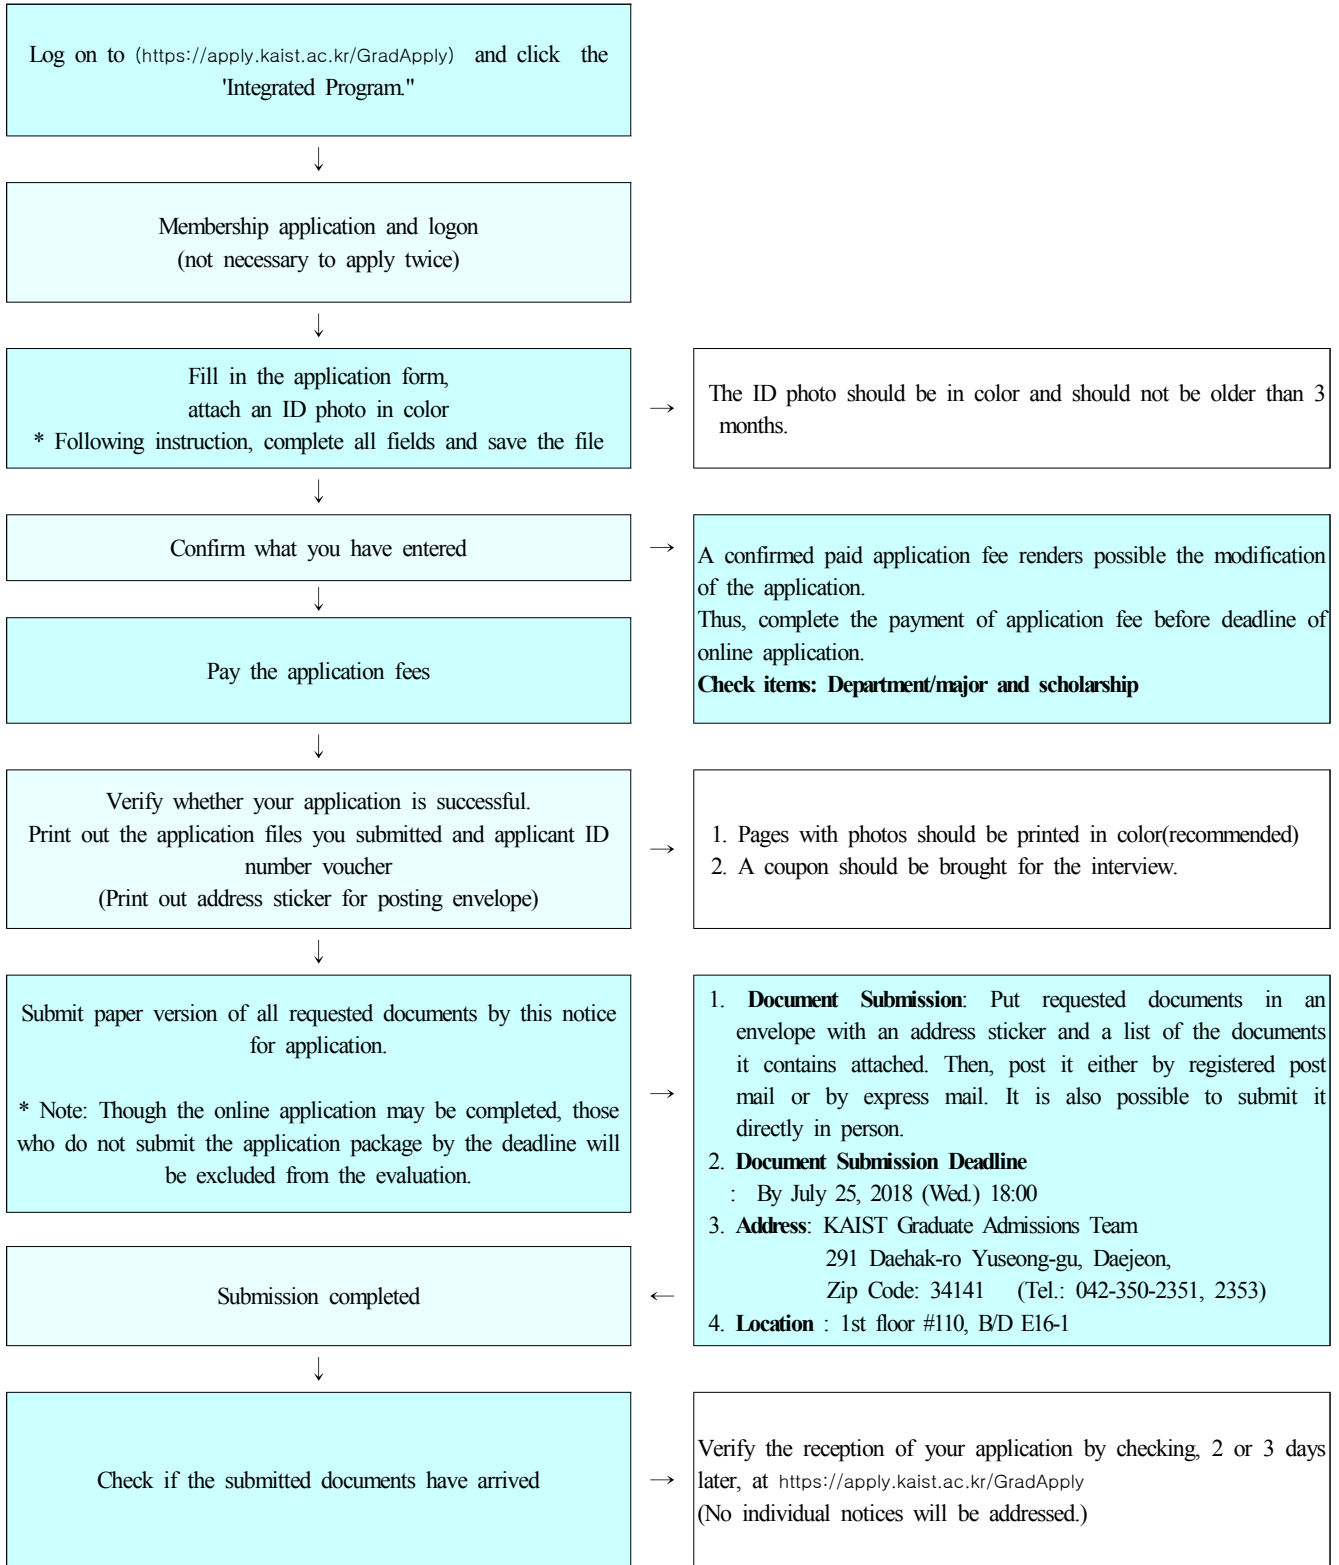 Log on to (https://apply.kaist.ac.kr/GradApply) and click the
'Integrated Program."
↓
Membership application and logon
(not necessary to apply twice)
↓
Fill in the application form,
attach an ID photo in color
* Following instruction, complete all fields and save the file
→
The ID photo should be in color and should not be older than 3
months.
↓
Confirm what you have entered
→
A confirmed paid application fee renders possible the modification
of the application.
Thus, complete the payment of application fee before deadline of
online application.
Check items: Department/major and scholarship
↓
Pay the application fees
↓
Verify whether your application is successful.
Print out the application files you submitted and applicant ID
number voucher
(Print out address sticker for posting envelope)
→
1. Pages with photos should be printed in color(recommended)
2. A coupon should be brought for the interview.
↓
Submit paper version of all requested documents by this notice
for application.
* Note: Though the online application may be completed, those
who do not submit the application package by the deadline will
be excluded from the evaluation.
→
1. Document Submission: Put requested documents in an
envelope with an address sticker and a list of the documents
it contains attached. Then, post it either by registered post
mail or by express mail. It is also possible to submit it
directly in person.
2. Document Submission Deadline
: By July 25, 2018 (Wed.) 18:00
3. Address: KAIST Graduate Admissions Team
291 Daehak-ro Yuseong-gu, Daejeon,
Zip Code: 34141 (Tel.: 042-350-2351, 2353)
4. Location : 1st floor #110, B/D E16-1
Submission completed
←
↓
Check if the submitted documents have arrived
→
Verify the reception of your application by checking, 2 or 3 days
later, at https://apply.kaist.ac.kr/GradApply
(No individual notices will be addressed.)